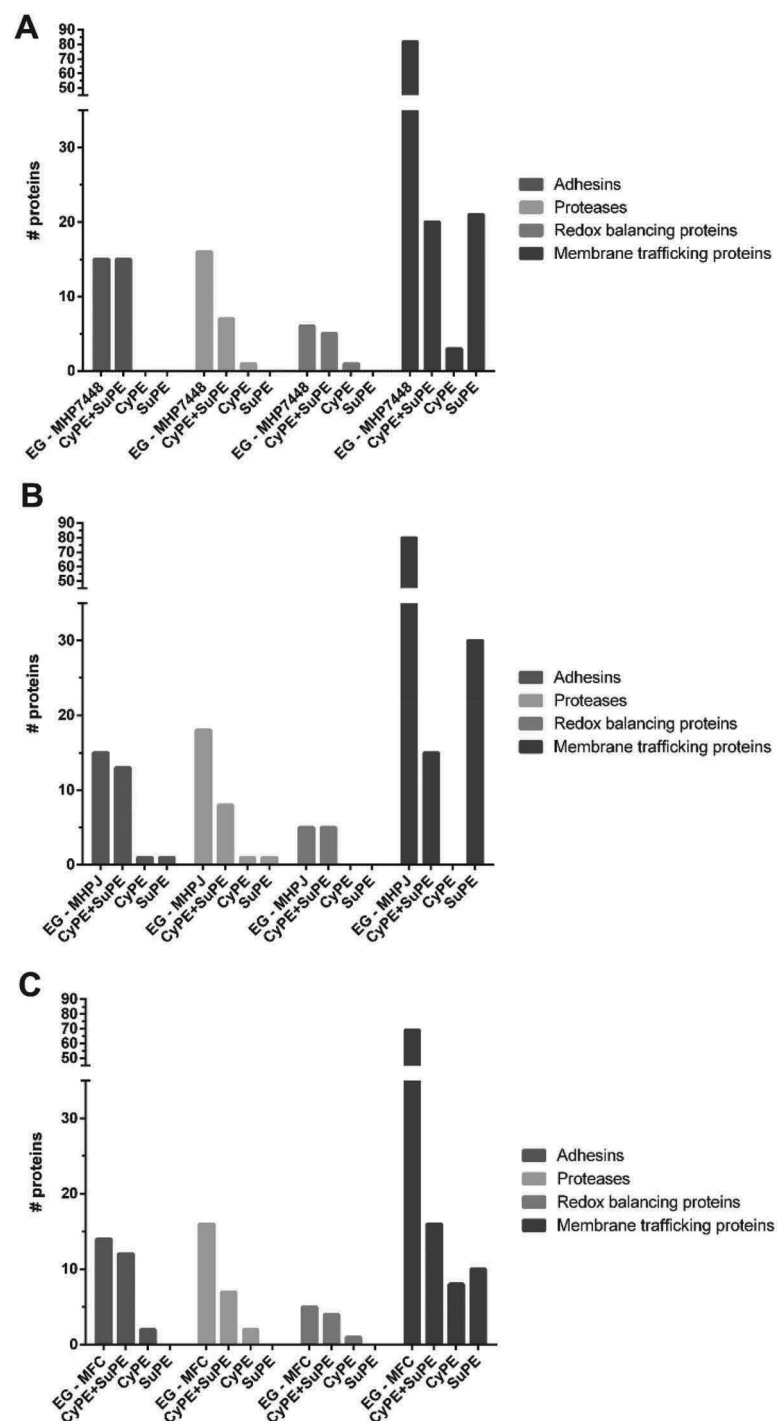 A
90
80
70
60
50
30
20
10
0
# proteins
EG - MHP7448
CyPE+SuPE
CyPE
SuPE
EG - MHP7448
CyPE+SuPE
CyPE
SuPE
EG - MHP7448
CyPE+SuPE
CyPE
SuPE
EG - MHP7448
CyPE+SuPE
CyPE
SuPE
Adhesins
Proteases
Redox balancing proteins
Membrane trafficking proteins
B
90
80
70
60
50
30
20
10
0
# proteins
EG - MHPJ
CyPE+SuPE
CyPE
SuPE
EG - MHPJ
CyPE+SuPE
CyPE
SuPE
EG - MHPJ
CyPE+SuPE
CyPE
SuPE
EG - MHPJ
CyPE+SuPE
CyPE
SuPE
Adhesins
Proteases
Redox balancing proteins
Membrane trafficking proteins
C
90
80
70
60
50
30
20
10
0
# proteins
EG - MFC
CyPE+SuPE
CyPE
SuPE
EG - MFC
CyPE+SuPE
CyPE
SuPE
EG - MFC
CyPE+SuPE
CyPE
SuPE
EG - MFC
CyPE+SuPE
CyPE
SuPE
Adhesins
Proteases
Redox balancing proteins
Membrane trafficking proteins